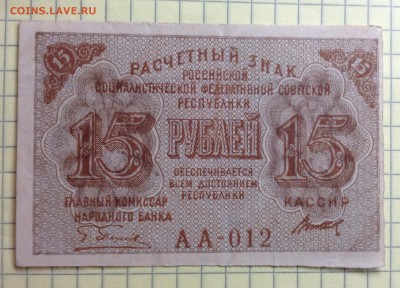 COINS.LAVE.RU
15 РАСЧЕТНЫЙ ЗНАК 15
РОССИЙСКОЙ
СОЦИАЛИСТИЧЕСКОЙ ФЕДЕРАТИВНОЙ СОВЕТСКОЙ
РЕСПУБЛИКИ
15 РУБЛЕЙ 15
ОБЕСПЕЧИВАЕТСЯ
ВСЕМ ДОСТОЯНИЕМ
РЕСПУБЛИКИ
ГЛАВНЫЙ КОМИССАР
НАРОДНОГО БАНКА
КАССИР
АА-012